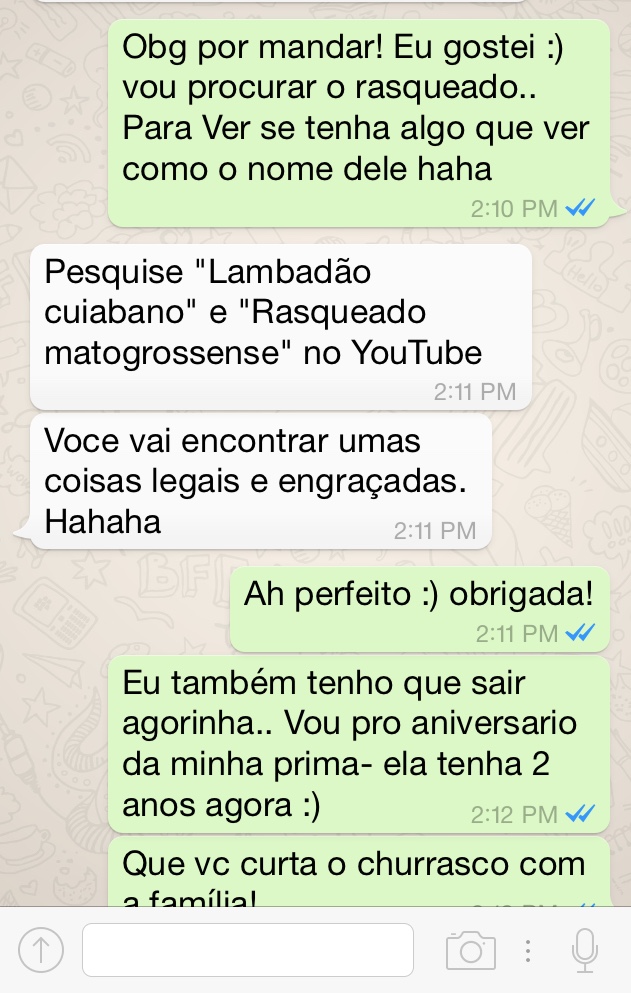 Obg por mandar! Eu gostei :)
vou procurar o rasqueado..
Para Ver se tenha algo que ver
como o nome dele haha
2:10 PM
Pesquise "Lambadão
cuiabano" e "Rasqueado
matogrossense" no YouTube
2:11 PM
Voce vai encontrar umas
coisas legais e engraçadas.
Hahaha
2:11 PM
Ah perfeito :) obrigada!
2:11 PM
Eu também tenho que sair
agorinha.. Vou pro aniversario
da minha prima- ela tenha 2
anos agora :)
2:12 PM
Que vc curta o churrasco com
a família!